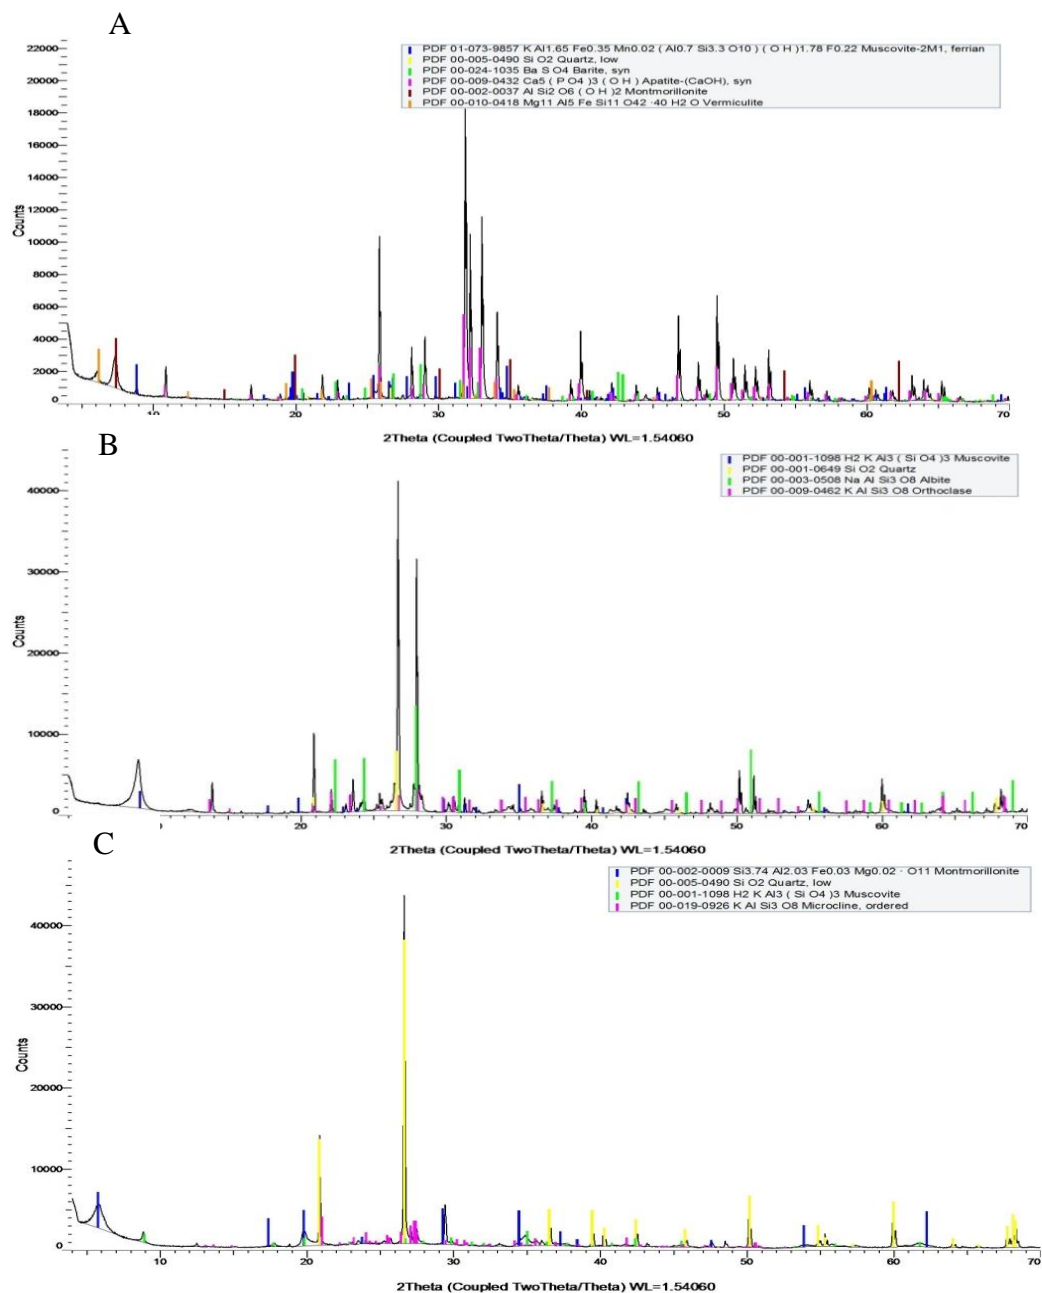 A
22000
20000
18000
16000
14000
12000
10000
8000
6000
4000
2000
0
Counts
PDF 01-073-9857 K Al1.65 Fe0.35 Mn0.02 ( Al0.7 Si3.3 O10 ) ( O H )1.78 F0.22 Muscovite-2M1, ferrian
PDF 00-005-0490 Si O2 Quartz, low
PDF 00-024-1035 Ba S O4 Barite, syn
PDF 00-009-0432 Ca5 ( P O4 )3 ( O H ) Apatite-(CaOH), syn
PDF 00-002-0037 Al Si2 O6 ( O H )2 Montmorillonite
PDF 00-010-0418 Mg11 Al5 Fe Si11 O42 ·40 H2 O Vermiculite
10 20 30 40 50 60 70
2Theta (Coupled TwoTheta/Theta) WL=1.54060
B
40000
30000
20000
10000
0
Counts
PDF 00-001-1098 H2 K Al3 ( Si O4 )3 Muscovite
PDF 00-001-0649 Si O2 Quartz
PDF 00-003-0508 Na Al Si3 O8 Albite
PDF 00-009-0462 K Al Si3 O8 Orthoclase
20 30 40 50 60 70
2Theta (Coupled TwoTheta/Theta) WL=1.54060
C
40000
30000
20000
10000
0
Counts
PDF 00-002-0009 Si3.74 Al2.03 Fe0.03 Mg0.02 · O11 Montmorillonite
PDF 00-005-0490 Si O2 Quartz, low
PDF 00-001-1098 H2 K Al3 ( Si O4 )3 Muscovite
PDF 00-019-0926 K Al Si3 O8 Microcline, ordered
10 20 30 40 50 60 70
2Theta (Coupled TwoTheta/Theta) WL=1.54060